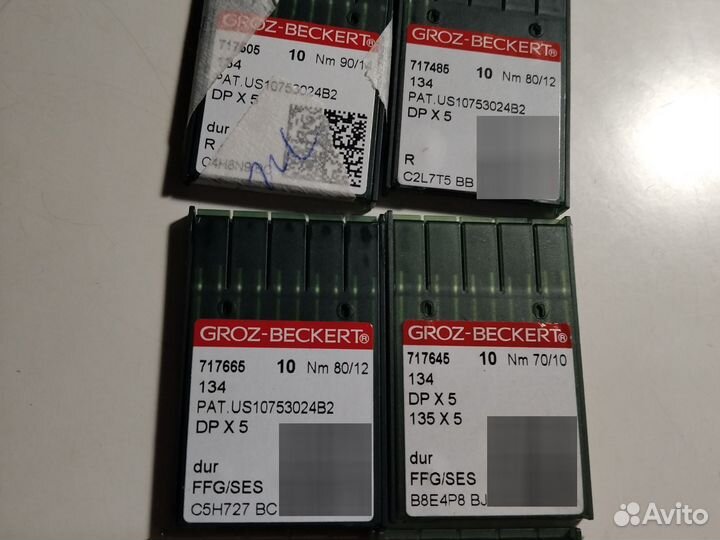 GROZ-BECKERT®
10 Nm 90/14
134
PAT.US10753024B2
DP X 5
dur
R
GROZ-BECKERT®
717485 10 Nm 80/12
134
PAT.US10753024B2
DP X 5
R
C2L7T5 BB
GROZ-BECKERT®
717665 10 Nm 80/12
134
PAT.US10753024B2
DP X 5
dur
FFG/SES
C5H727 BC
GROZ-BECKERT®
717645 10 Nm 70/10
134
DP X 5
135 X 5
dur
FFG/SES
B8E4P8 BJ
Avito